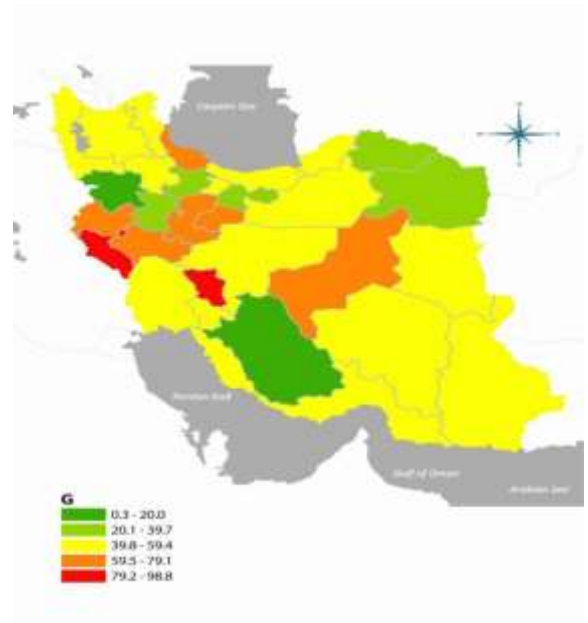 Caspian Sea
Persian Gulf
Gulf of Oman
Arabian Sea
G
0.3 - 20.0
20.1 - 39.7
39.8 - 59.4
59.5 - 79.1
79.2 - 98.8